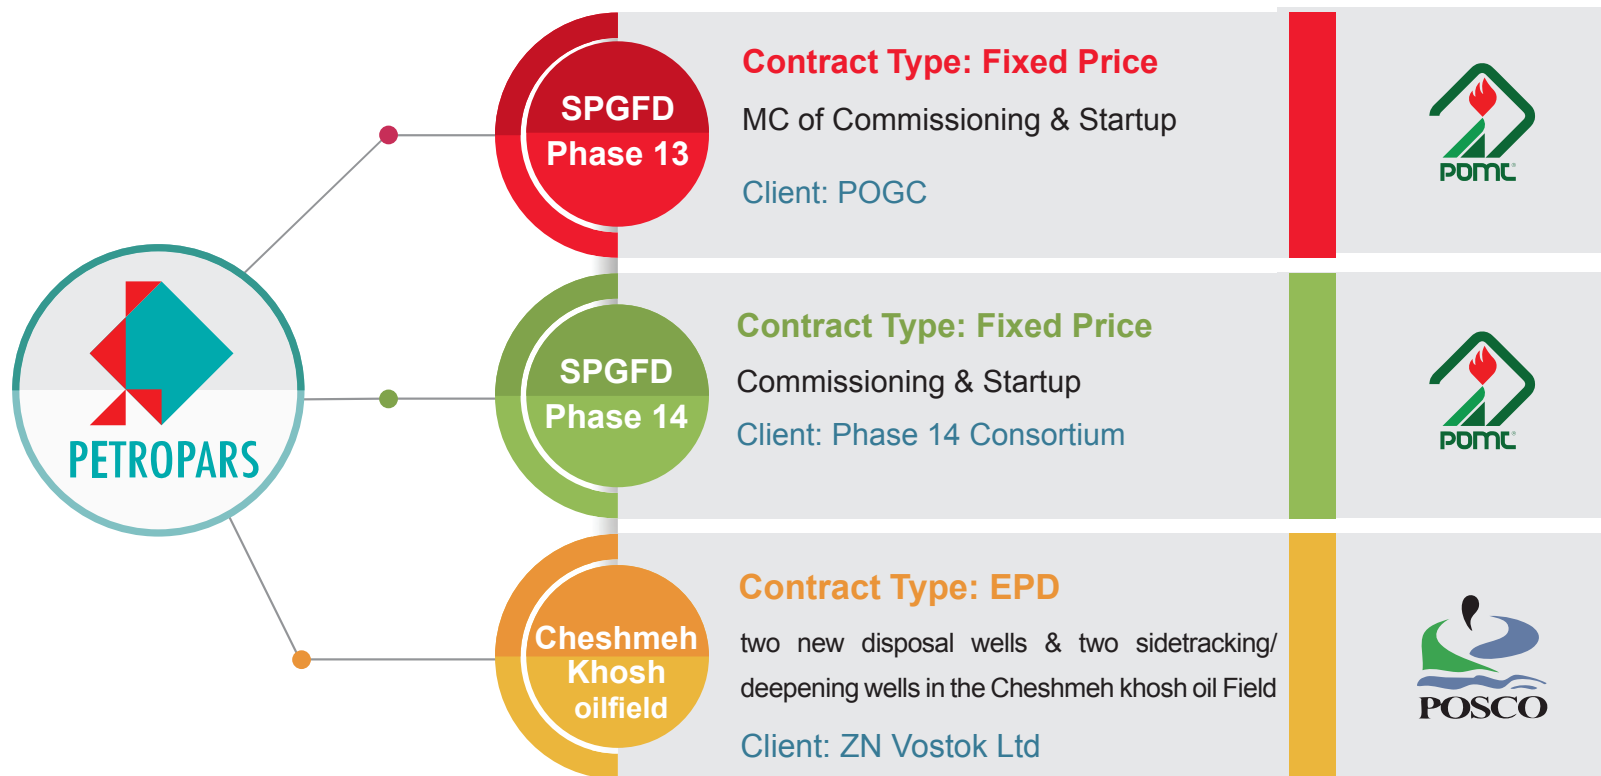 PETROPARS
SPGFD
Phase 13
Contract Type: Fixed Price
MC of Commissioning & Startup
Client: POGC
POMC
SPGFD
Phase 14
Contract Type: Fixed Price
Commissioning & Startup
Client: Phase 14 Consortium
POMC
Cheshmeh
Khosh
oilfield
Contract Type: EPD
two new disposal wells & two sidetracking/
deepening wells in the Cheshmeh khosh oil Field
Client: ZN Vostok Ltd
POSCO